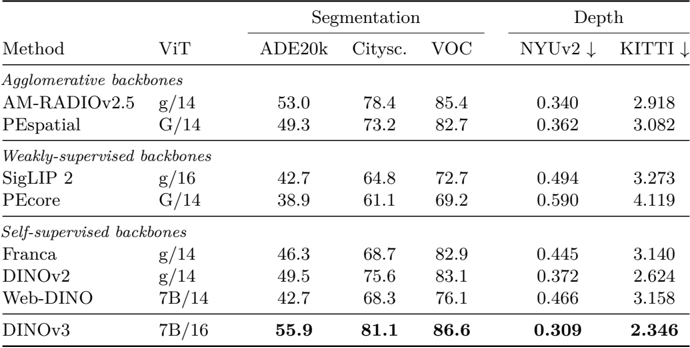 Segmentation Depth
Method ViT ADE20k Citysc. VOC NYUv2 ↓ KITTI ↓
Agglomerative backbones
AM-RADIOv2.5 g/14 53.0 78.4 85.4 0.340 2.918
PEspatial G/14 49.3 73.2 82.7 0.362 3.082
Weakly-supervised backbones
SigLIP 2 g/16 42.7 64.8 72.7 0.494 3.273
PEcore G/14 38.9 61.1 69.2 0.590 4.119
Self-supervised backbones
Franca g/14 46.3 68.7 82.9 0.445 3.140
DINOv2 g/14 49.5 75.6 83.1 0.372 2.624
Web-DINO 7B/14 42.7 68.3 76.1 0.466 3.158
DINOv3 7B/16 55.9 81.1 86.6 0.309 2.346